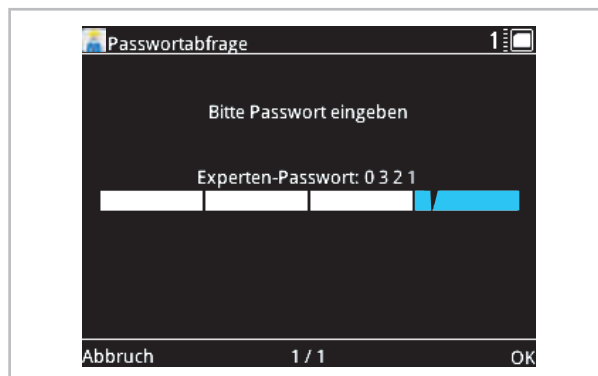 Passwortabfrage 1
Bitte Passwort eingeben
Experten-Passwort: 0 3 2 1
Abbruch 1 / 1 OK